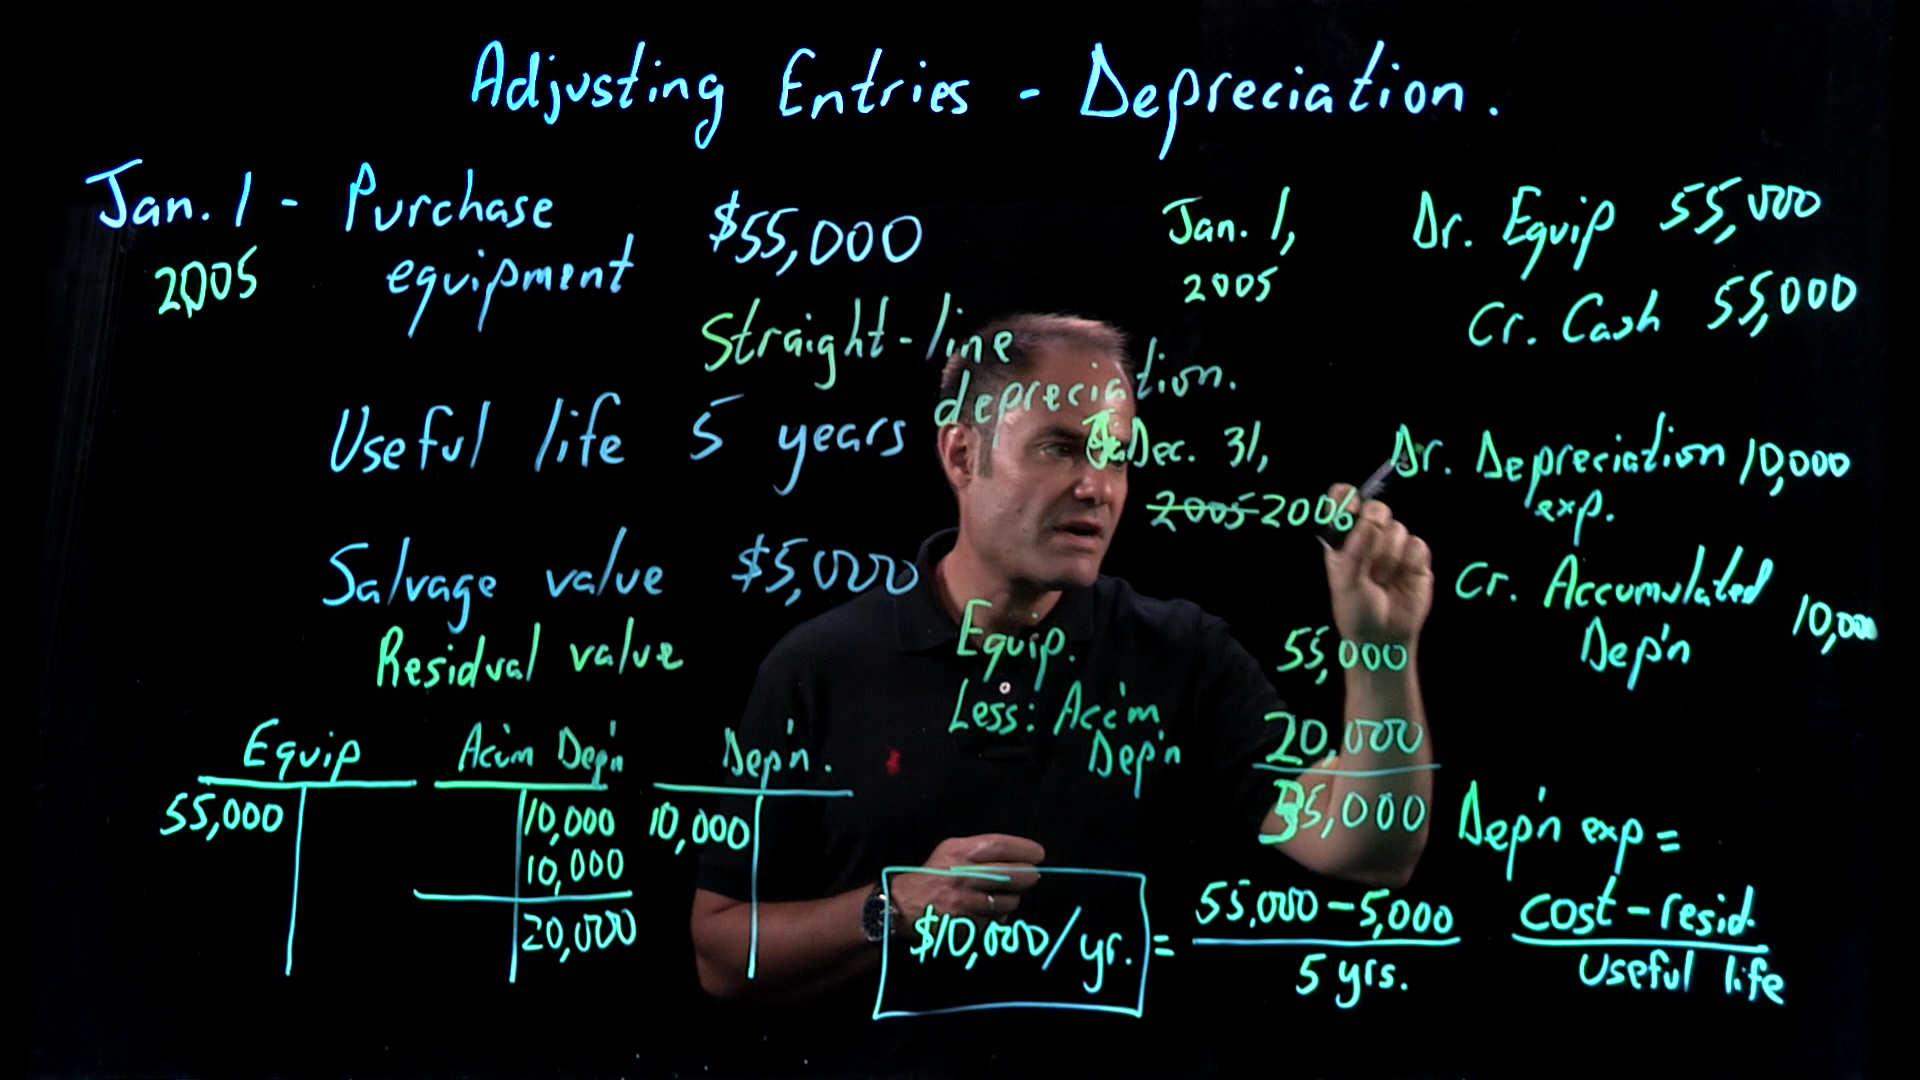 Adjusting Entries - Depreciation.
Jan. 1 - Purchase equipment $55,000
2005
Straight-line depreciation.
Useful life 5 years
Salvage value $5,000
Residual value
Jan. 1, 2005
Dr. Equip 55,000
Cr. Cash 55,000
Dec. 31, 2005 2006
Dr. Depreciation exp. 10,000
Cr. Accumulated Dep'n 10,000
Equip. 55,000
Less: Acc'm Dep'n 20,000
35,000
Equip
55,000
Acc'm Dep'n
10,000
10,000
20,000
Dep'n.
10,000
Dep'n exp =
$10,000/yr. = 55,000 - 5,000
5 yrs.
cost - resid.
useful life